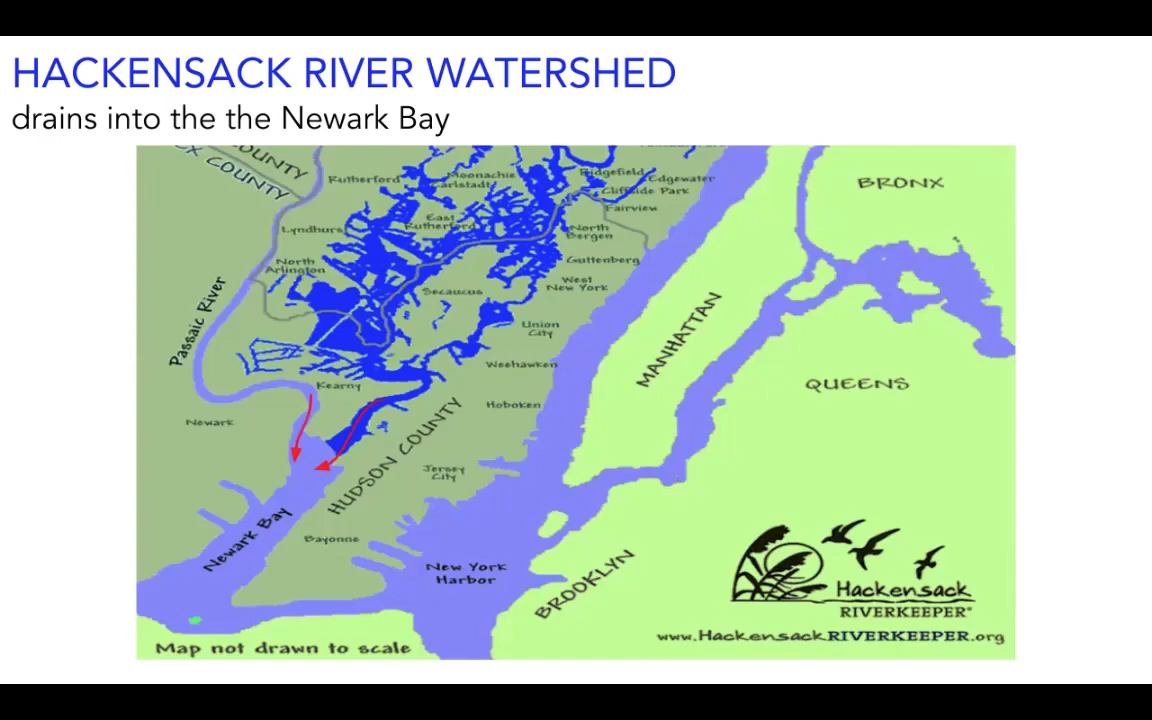 HACKENSACK RIVER WATERSHED
drains into the the Newark Bay
COUNTY
COUNTY
Rutherford
Moonachie
Carlstadt
Ridgefield
Edgewater
Cliffside Park
Fairview
BRONX
Lyndhurst
East
Rutherford
North
Bergen
North
Arlington
Guttenberg
Secaucus
West
New York
Passaic River
Union
City
MANHATTAN
Weehawken
Kearny
QUEENS
Newark
Hoboken
HUDSON COUNTY
Jersey
City
Newark Bay
Bayonne
New York
Harbor
BROOKLYN
Hackensack
RIVERKEEPER®
www.HackensackRIVERKEEPER.org
Map not drawn to scale